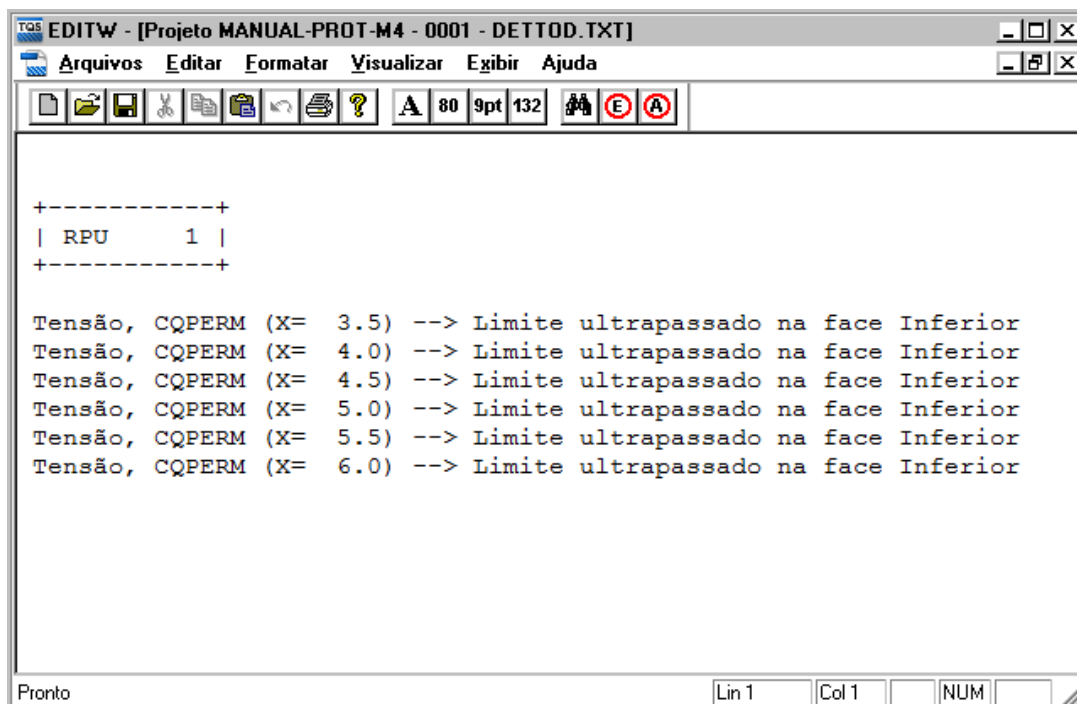 TQS EDITW - [Projeto MANUAL-PROT-M4 - 0001 - DETTOD.TXT]
Arquivos Editar Formatar Visualizar Exibir Ajuda
A 80 9pt 132 E A
+-----------+
| RPU 1 |
+-----------+
Tensão, CQPERM (X= 3.5) --> Limite ultrapassado na face Inferior
Tensão, CQPERM (X= 4.0) --> Limite ultrapassado na face Inferior
Tensão, CQPERM (X= 4.5) --> Limite ultrapassado na face Inferior
Tensão, CQPERM (X= 5.0) --> Limite ultrapassado na face Inferior
Tensão, CQPERM (X= 5.5) --> Limite ultrapassado na face Inferior
Tensão, CQPERM (X= 6.0) --> Limite ultrapassado na face Inferior
Pronto Lin 1 Col 1 NUM